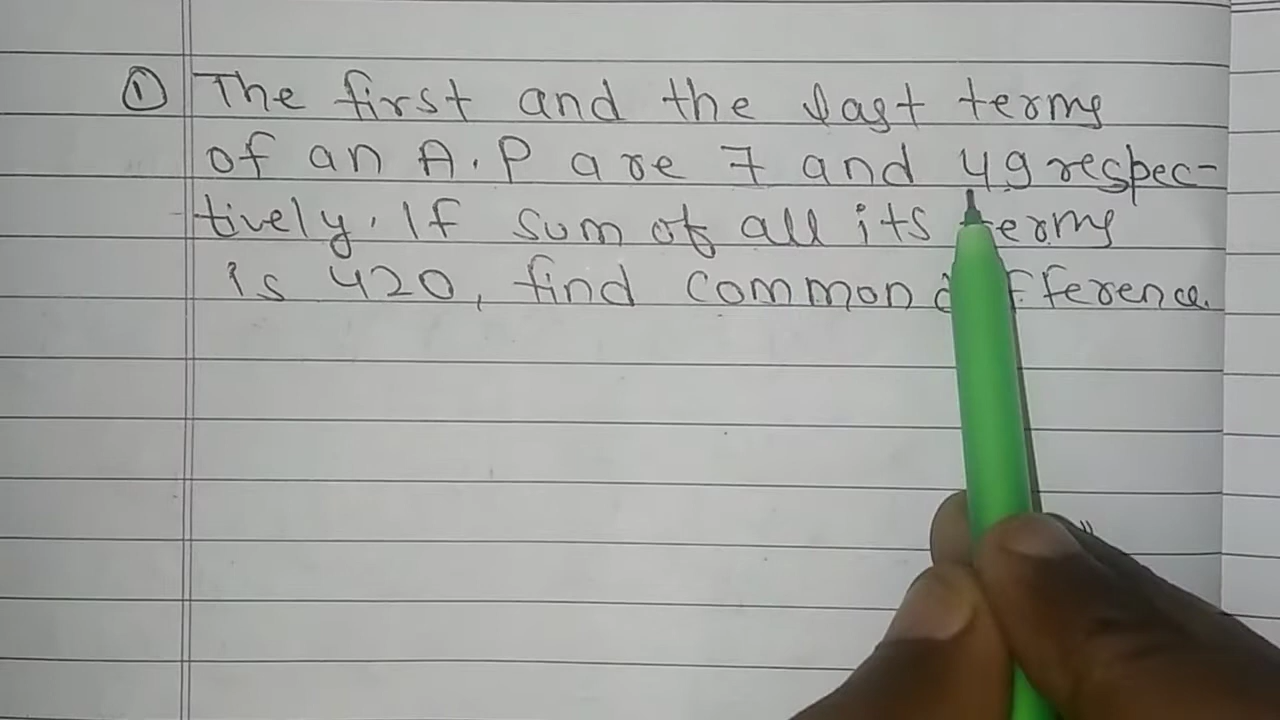 ① The first and the last terms
of an A.P are 7 and 49 respec-
tively. If sum of all its terms
is 420, find common difference.